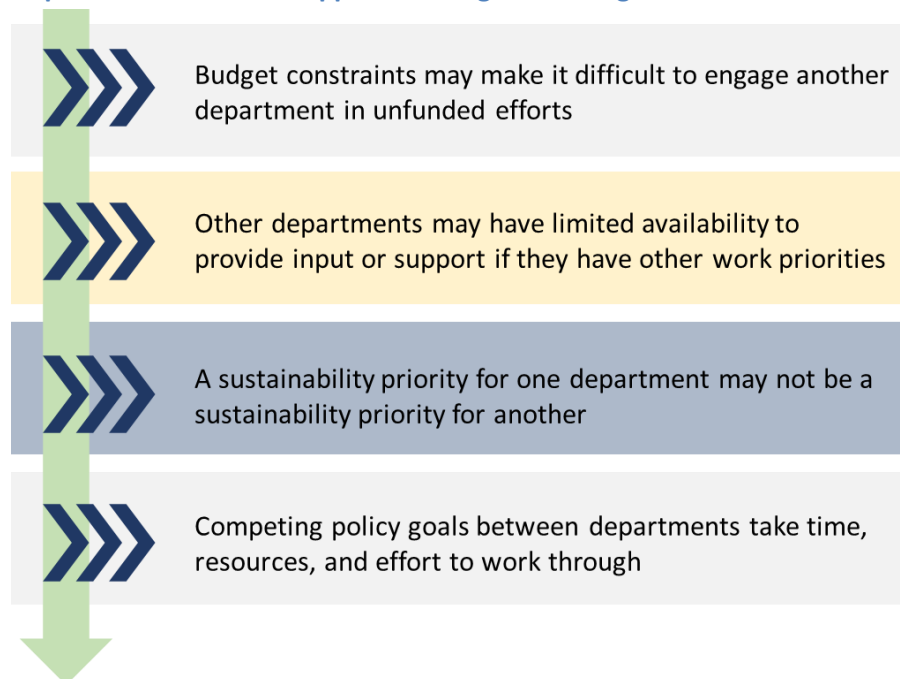 Budget constraints may make it difficult to engage another
department in unfunded efforts
Other departments may have limited availability to
provide input or support if they have other work priorities
A sustainability priority for one department may not be a
sustainability priority for another
Competing policy goals between departments take time,
resources, and effort to work through